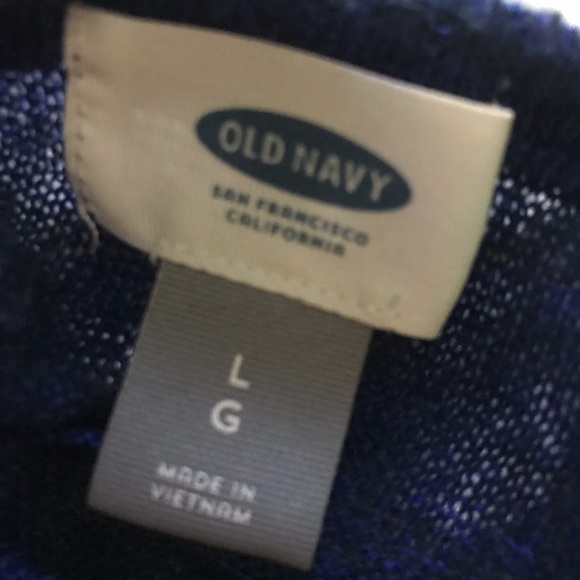 OLD NAVY
SAN FRANCISCO
CALIFORNIA
L
G
MADE IN
VIETNAM